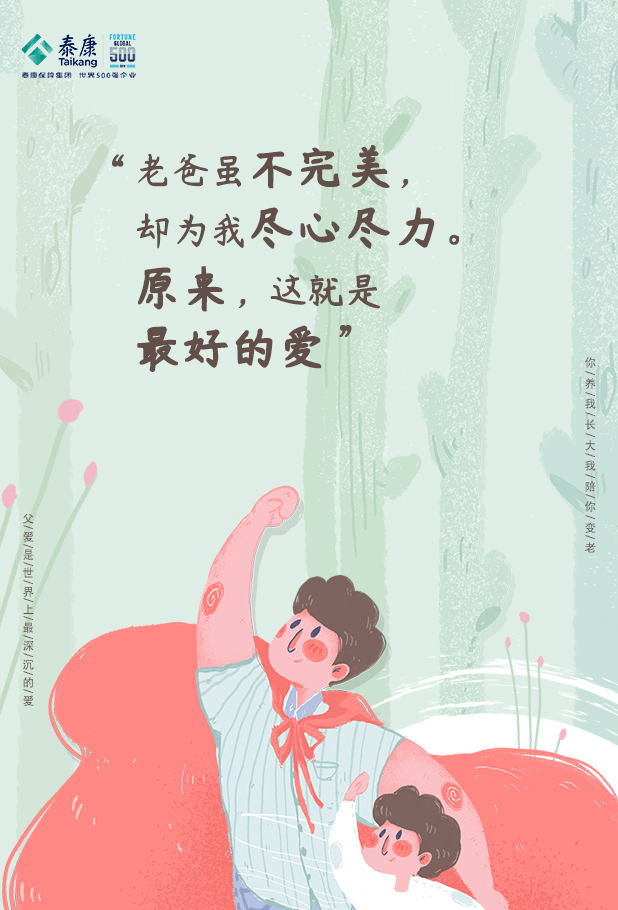 泰康
Taikang
FORTUNE
GLOBAL
500
泰康保险集团 世界500强企业
“老爸虽不完美，
却为我尽心尽力。
原来，这就是
最好的爱”
你/养/我/长/大/我/陪/你/变/老
父/爱/是/世/界/上/最/深/沉/的/爱